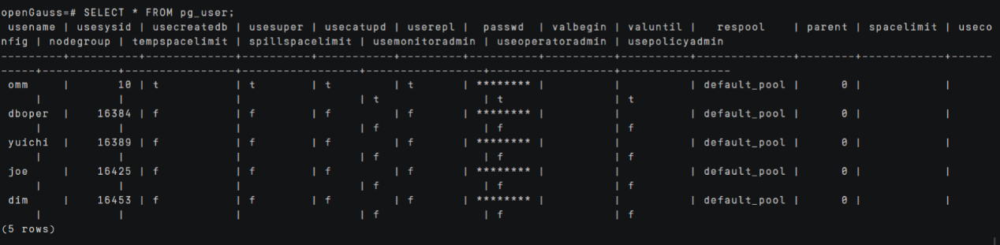 openGauss=# SELECT * FROM pg_user;
 usename | usesysid | usecreatedb | usesuper | usecatupd | userepl |  passwd  | valbegin | valuntil |   respool    | parent | spacelimit | useco
nfig | nodegroup | tempspacelimit | spillspacelimit | usemonitoradmin | useoperatoradmin | usepolicyadmin
---------+----------+-------------+----------+-----------+---------+----------+----------+----------+--------------+--------+------------+------
-----+-----------+----------------+-----------------+-----------------+------------------+----------------
 omm     |       10 | t           | t        | t         | t       | ******** |          |          | default_pool |      0 |            |
     |           |                |                 | t               | t                | t
 dboper  |    16384 | f           | f        | f         | f       | ******** |          |          | default_pool |      0 |            |
     |           |                |                 | f               | f                | f
 yuichi  |    16389 | f           | f        | f         | f       | ******** |          |          | default_pool |      0 |            |
     |           |                |                 | f               | f                | f
 joe     |    16425 | f           | f        | f         | f       | ******** |          |          | default_pool |      0 |            |
     |           |                |                 | f               | f                | f
 dim     |    16453 | f           | f        | f         | f       | ******** |          |          | default_pool |      0 |            |
     |           |                |                 | f               | f                | f
(5 rows)